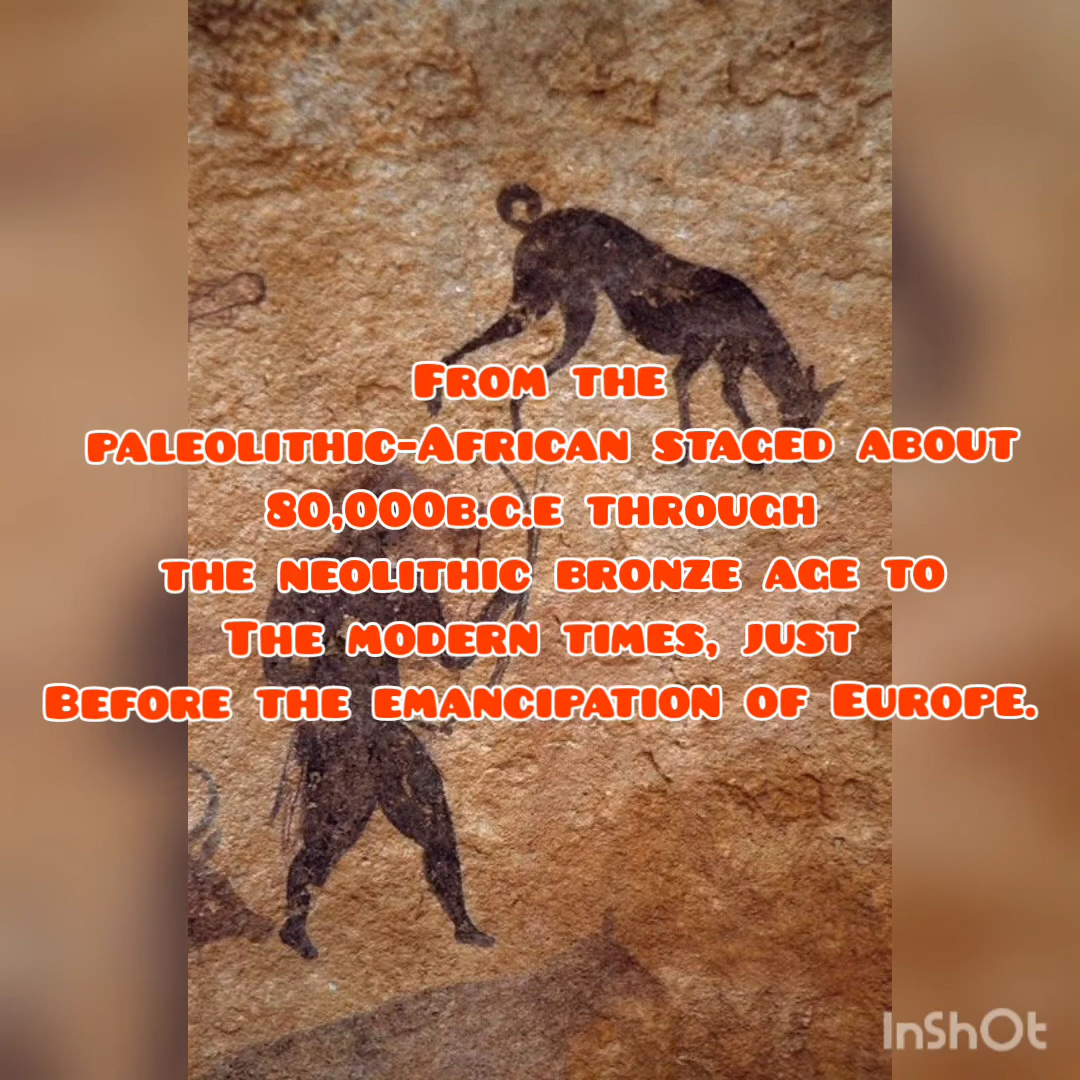 From the
paleolithic-African staged about
80,000b.c.e through
the neolithic bronze age to
The modern times, just
Before the emancipation of Europe.
InShOt